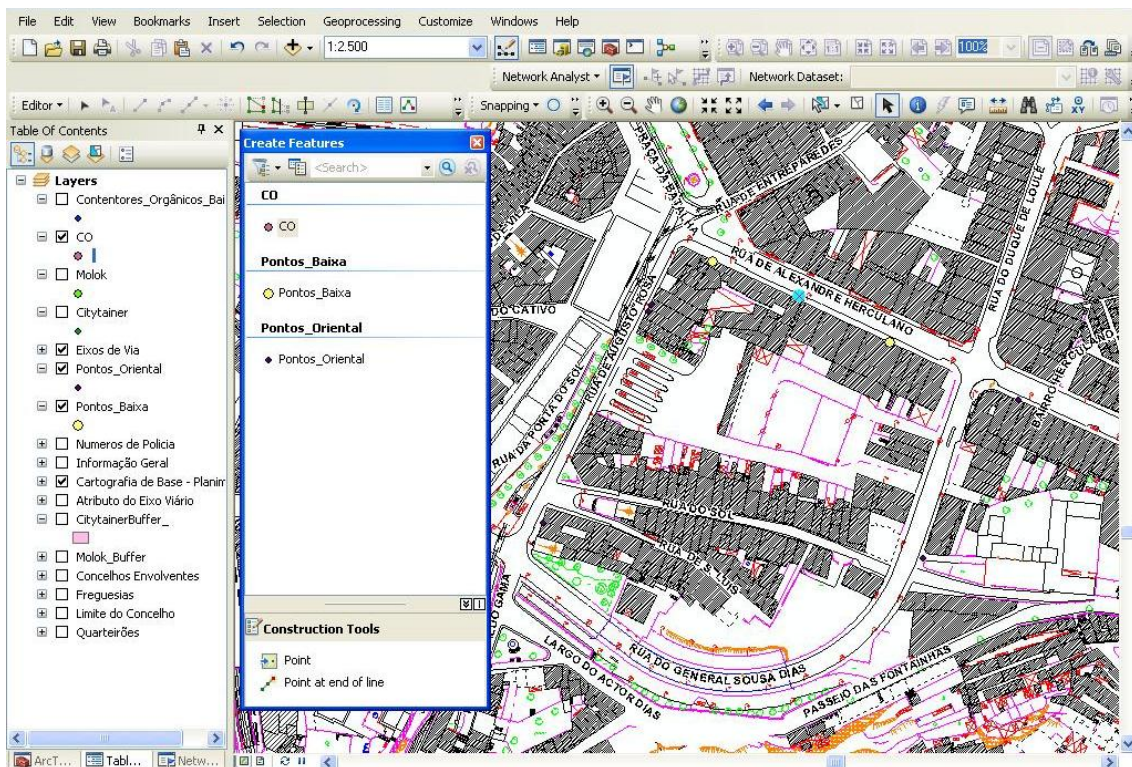 File Edit View Bookmarks Insert Selection Geoprocessing Customize Windows Help
1:2.500
100%
Network Analyst
Network Dataset:
Editor
Snapping
Table Of Contents
Layers
Contentores_Orgânicos_Bai
CO
Molok
Citytainer
Eixos de Via
Pontos_Oriental
Pontos_Baixa
Numeros de Policia
Informação Geral
Cartografia de Base - Planim
Atributo do Eixo Viário
CitytainerBuffer_
Molok_Buffer
Concelhos Envolventes
Freguesias
Limite do Concelho
Quarteirões
ArcT...
Tabl...
Netw...
Create Features
<Search>
CO
CO
Pontos_Baixa
Pontos_Baixa
Pontos_Oriental
Pontos_Oriental
Construction Tools
Point
Point at end of line
PRAÇA DA BATALHA
RUA DE ENTREPAREDES
RUA DE ALEXANDRE HERCULANO
RUA DO DUQUE DE LOULÉ
BAIRRO HERCULANO
DO CATIVO
RUA DE AUGUSTO ROSA
RUA DA PORTA DO SOL
RUA DO SOL
RUA DE S. LUIS
DO GAMA
LARGO DO ACTOR DIAS
RUA DO GENERAL SOUSA DIAS
PASSEIO DAS FONTAINHAS